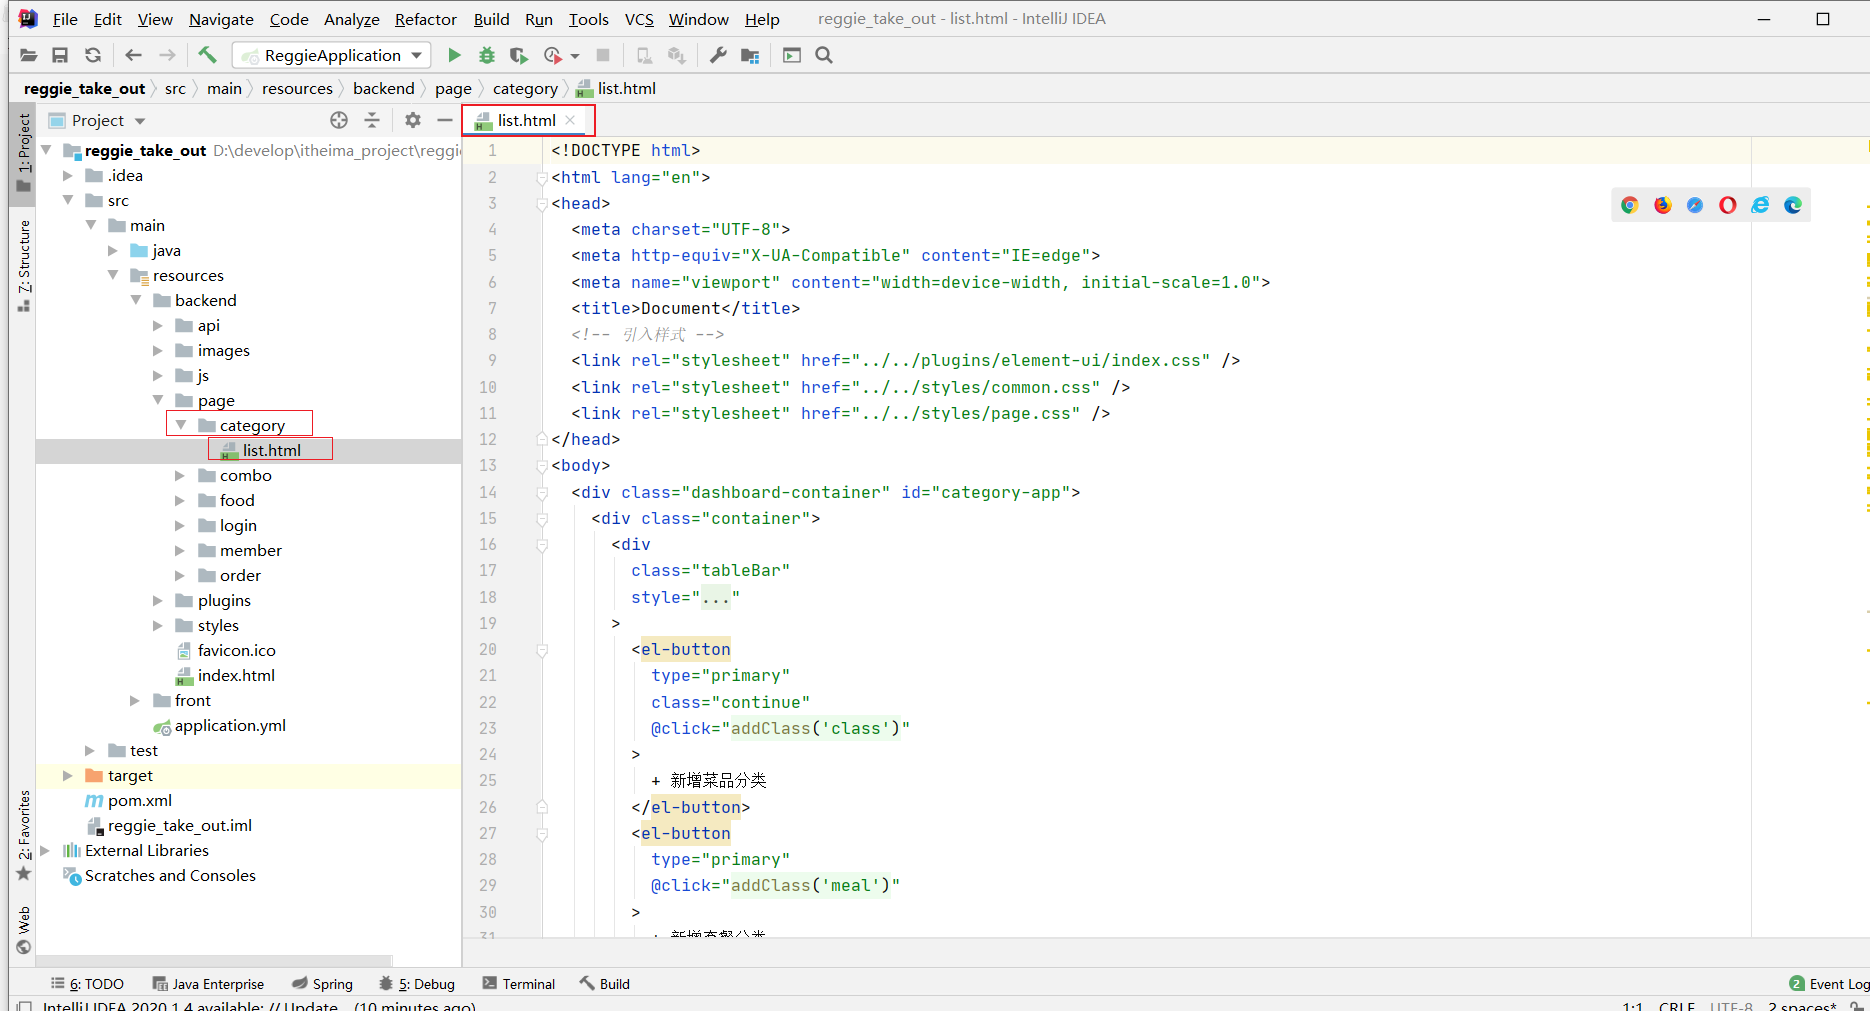 File Edit View Navigate Code Analyze Refactor Build Run Tools VCS Window Help reggie_take_out - list.html - IntelliJ IDEA
ReggieApplication
reggie_take_out src main resources backend page category list.html
Project
list.html
1: Project
7: Structure
2: Favorites
Web
reggie_take_out D:\develop\itheima_project\reggi
.idea
src
main
java
resources
backend
api
images
js
page
category
list.html
combo
food
login
member
order
plugins
styles
favicon.ico
index.html
front
application.yml
test
target
pom.xml
reggie_take_out.iml
External Libraries
Scratches and Consoles
1 <!DOCTYPE html>
2 <html lang="en">
3 <head>
4 <meta charset="UTF-8">
5 <meta http-equiv="X-UA-Compatible" content="IE=edge">
6 <meta name="viewport" content="width=device-width, initial-scale=1.0">
7 <title>Document</title>
8 <!-- 引入样式 -->
9 <link rel="stylesheet" href="../../plugins/element-ui/index.css" />
10 <link rel="stylesheet" href="../../styles/common.css" />
11 <link rel="stylesheet" href="../../styles/page.css" />
12 </head>
13 <body>
14 <div class="dashboard-container" id="category-app">
15 <div class="container">
16 <div
17 class="tableBar"
18 style="..."
19 >
20 <el-button
21 type="primary"
22 class="continue"
23 @click="addClass('class')"
24 >
25 + 新增菜品分类
26 </el-button>
27 <el-button
28 type="primary"
29 @click="addClass('meal')"
30 >
31 + 新增套餐分类
6: TODO Java Enterprise Spring 5: Debug Terminal Build 2 Event Log
IntelliJ IDEA 2020.1.4 available: // Update... (10 minutes ago) 1:1 CRLF UTF-8 2 spaces*